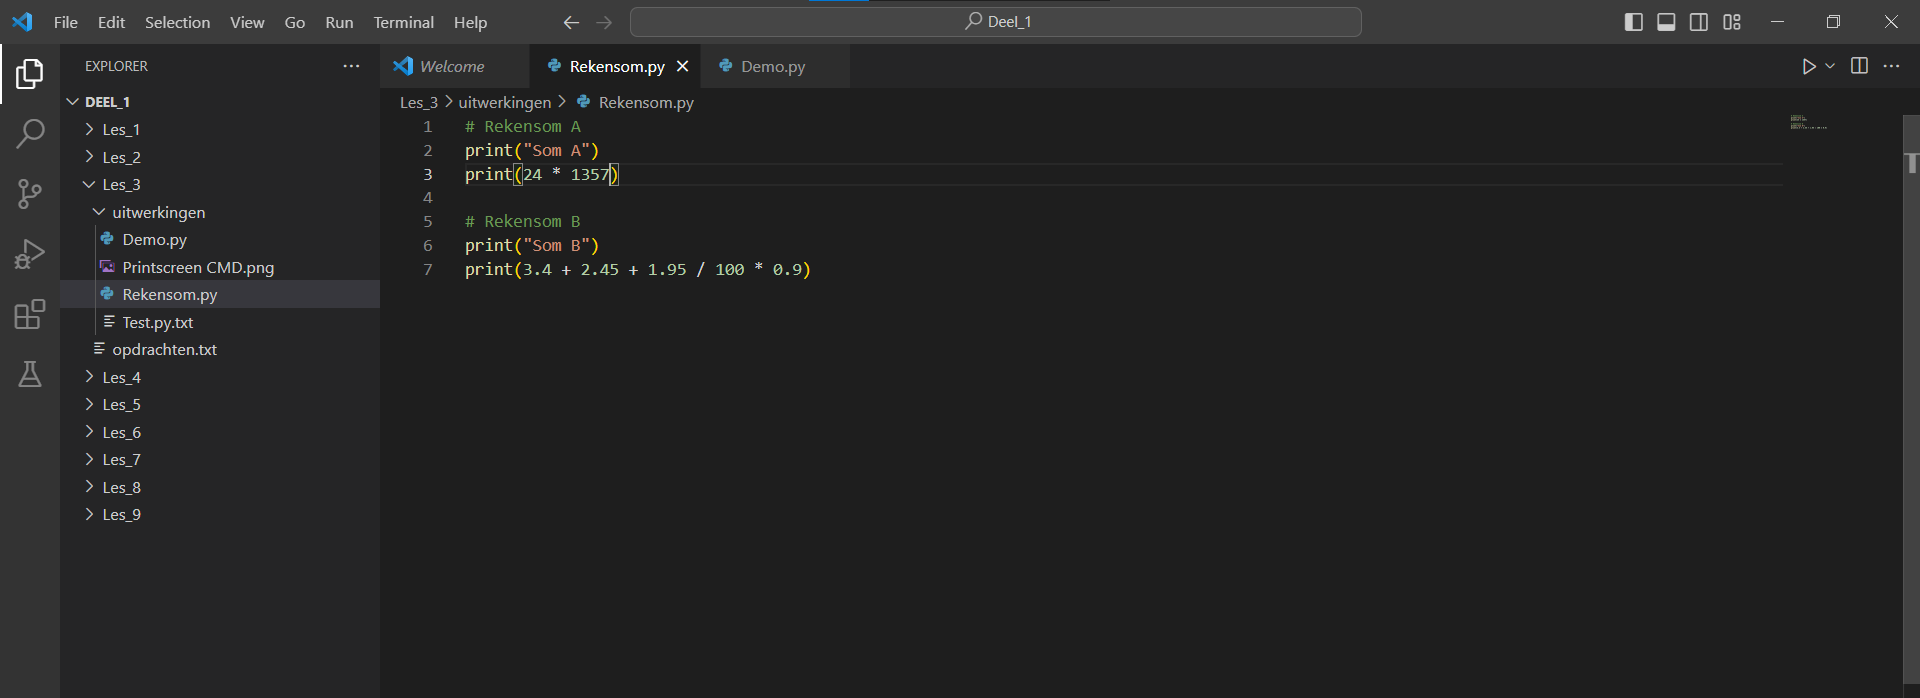 File Edit Selection View Go Run Terminal Help Deel_1
EXPLORER
DEEL_1
Les_1
Les_2
Les_3
uitwerkingen
Demo.py
Printscreen CMD.png
Rekensom.py
Test.py.txt
opdrachten.txt
Les_4
Les_5
Les_6
Les_7
Les_8
Les_9
Welcome Rekensom.py Demo.py
Les_3 > uitwerkingen > Rekensom.py
1 # Rekensom A
2 print("Som A")
3 print(24 * 1357)
4
5 # Rekensom B
6 print("Som B")
7 print(3.4 + 2.45 + 1.95 / 100 * 0.9)